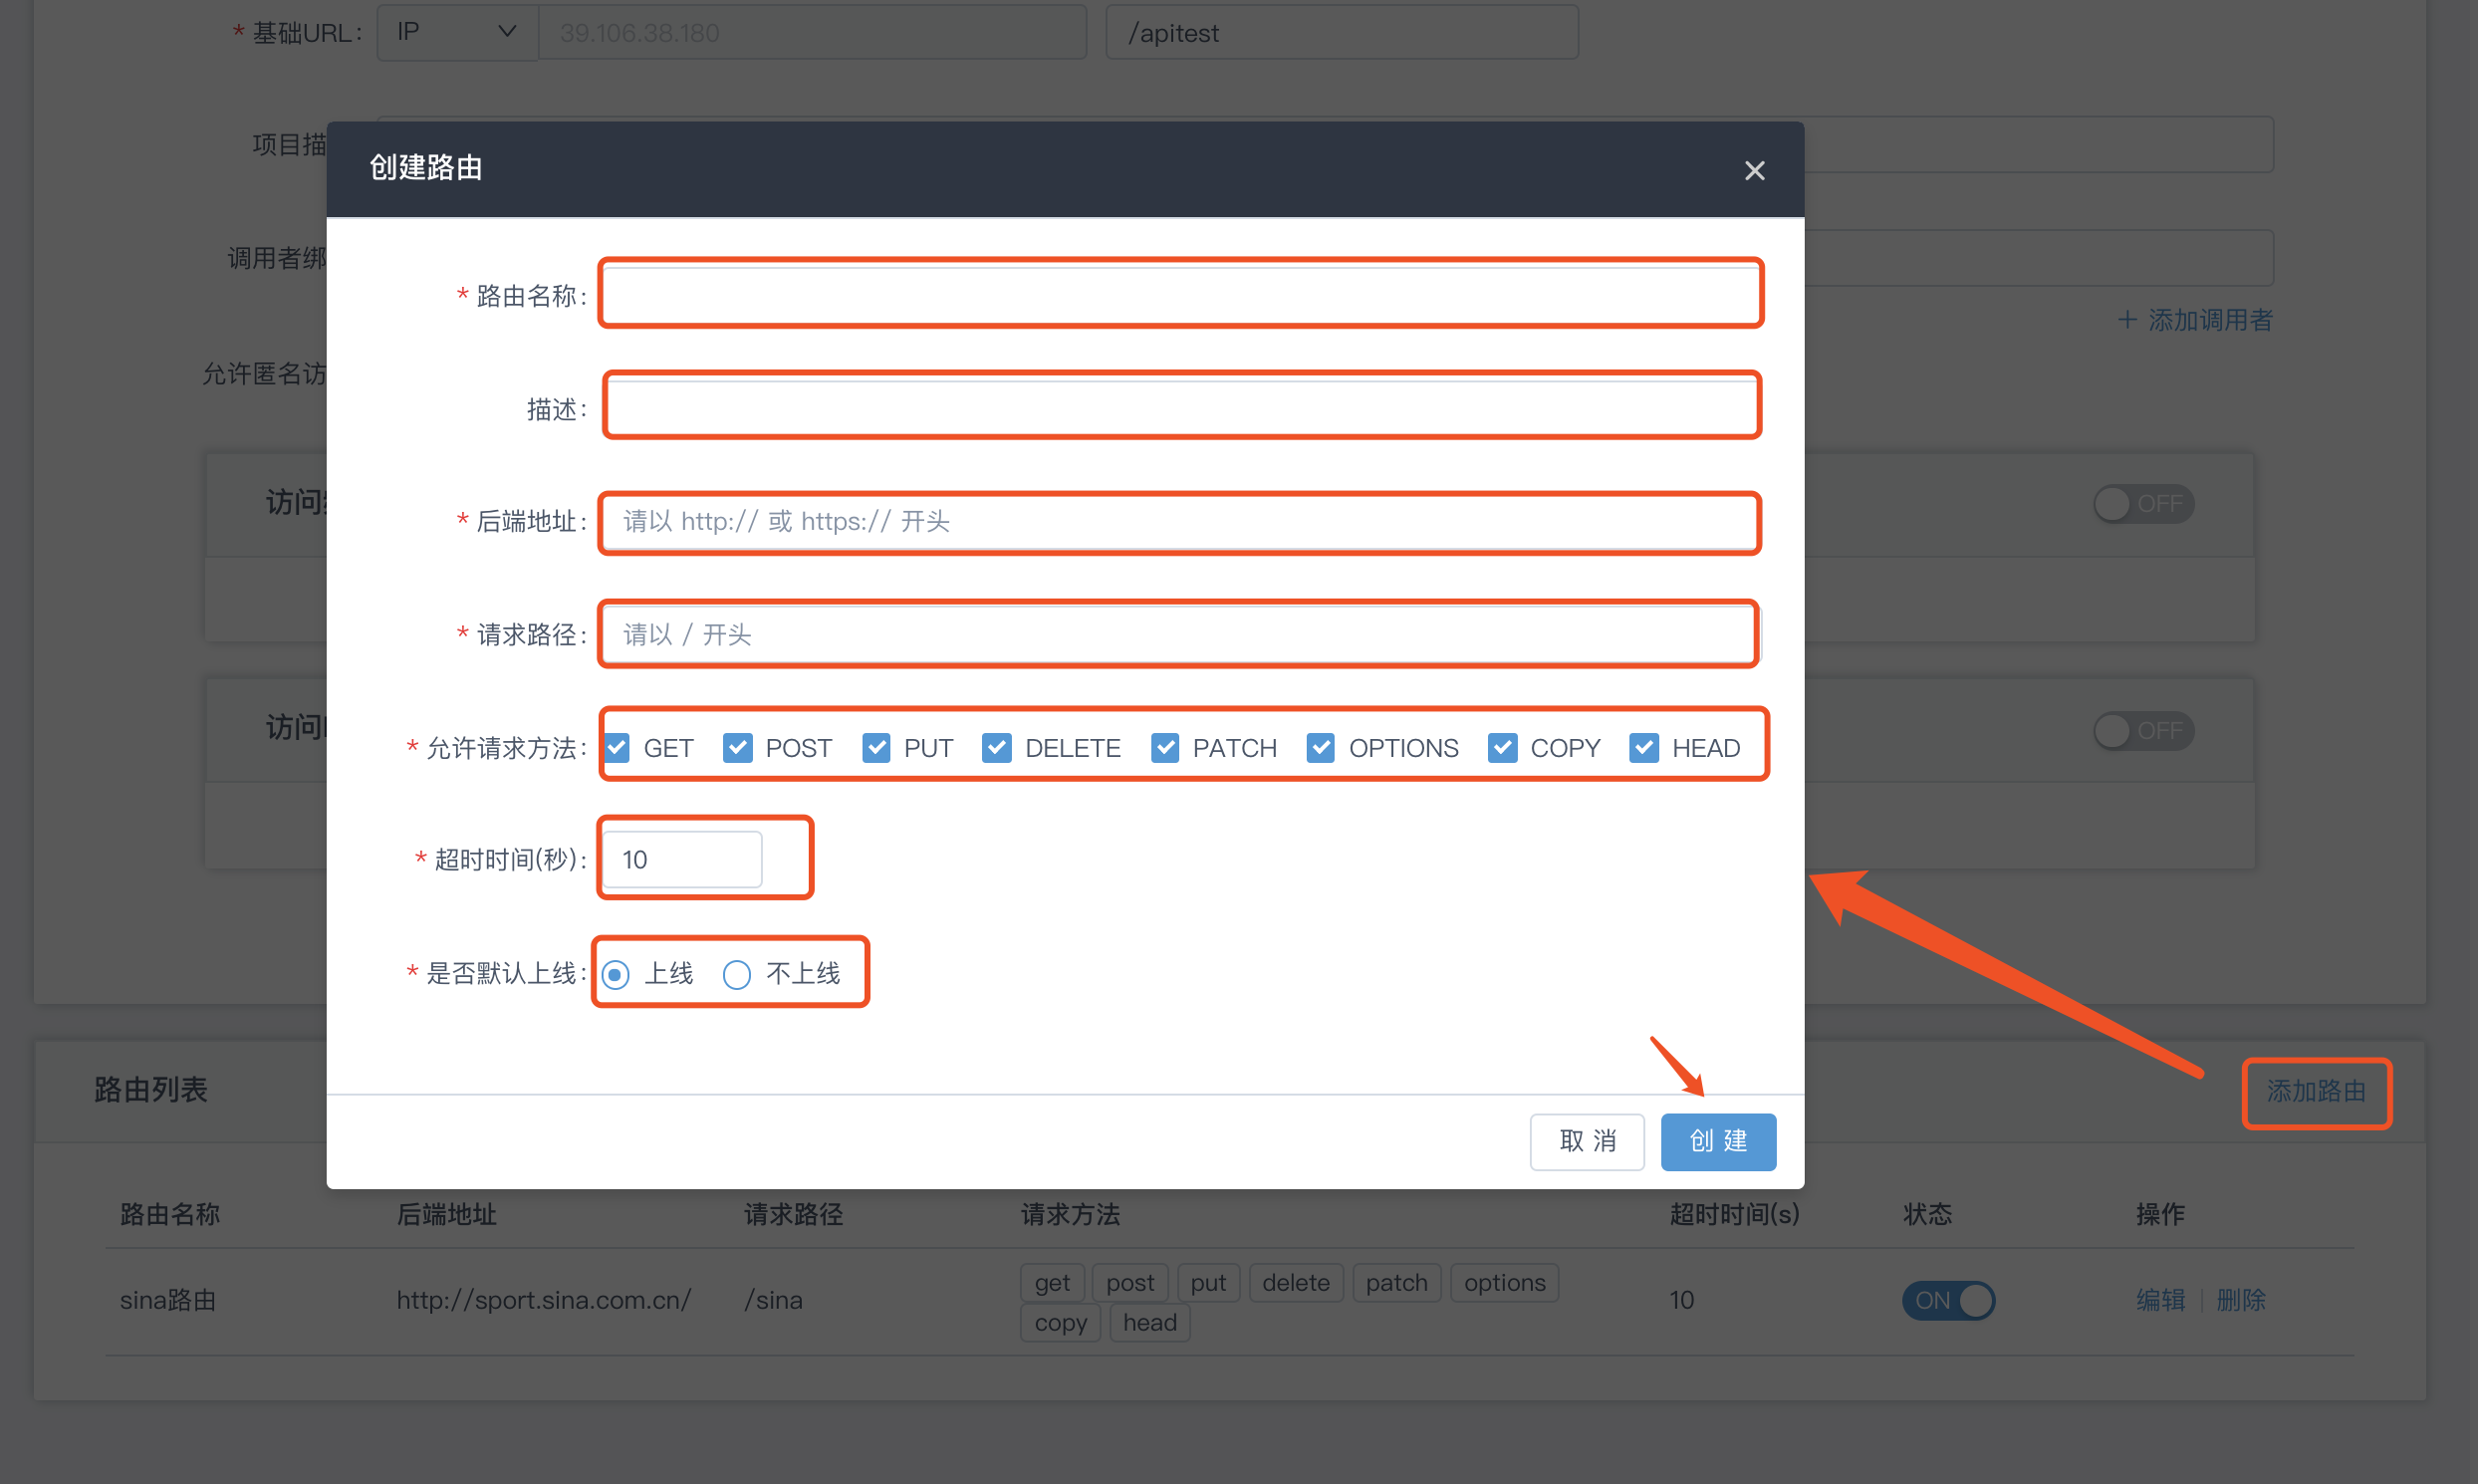 * 基础URL: IP 39.106.38.180 /apitest
项目描
创建路由
调用者绑
* 路由名称:
+ 添加调用者
允许匿名访
描述:
访问
OFF
* 后端地址: 请以 http:// 或 https:// 开头
* 请求路径: 请以 / 开头
访问
OFF
* 允许请求方法: GET POST PUT DELETE PATCH OPTIONS COPY HEAD
* 超时时间(秒): 10
* 是否默认上线: 上线 不上线
路由列表
添加路由
取 消 创 建
路由名称 后端地址 请求路径 请求方法 超时时间(s) 状态 操作
sina路由 http://sport.sina.com.cn/ /sina get post put delete patch options 10 ON 编辑 | 删除
copy head